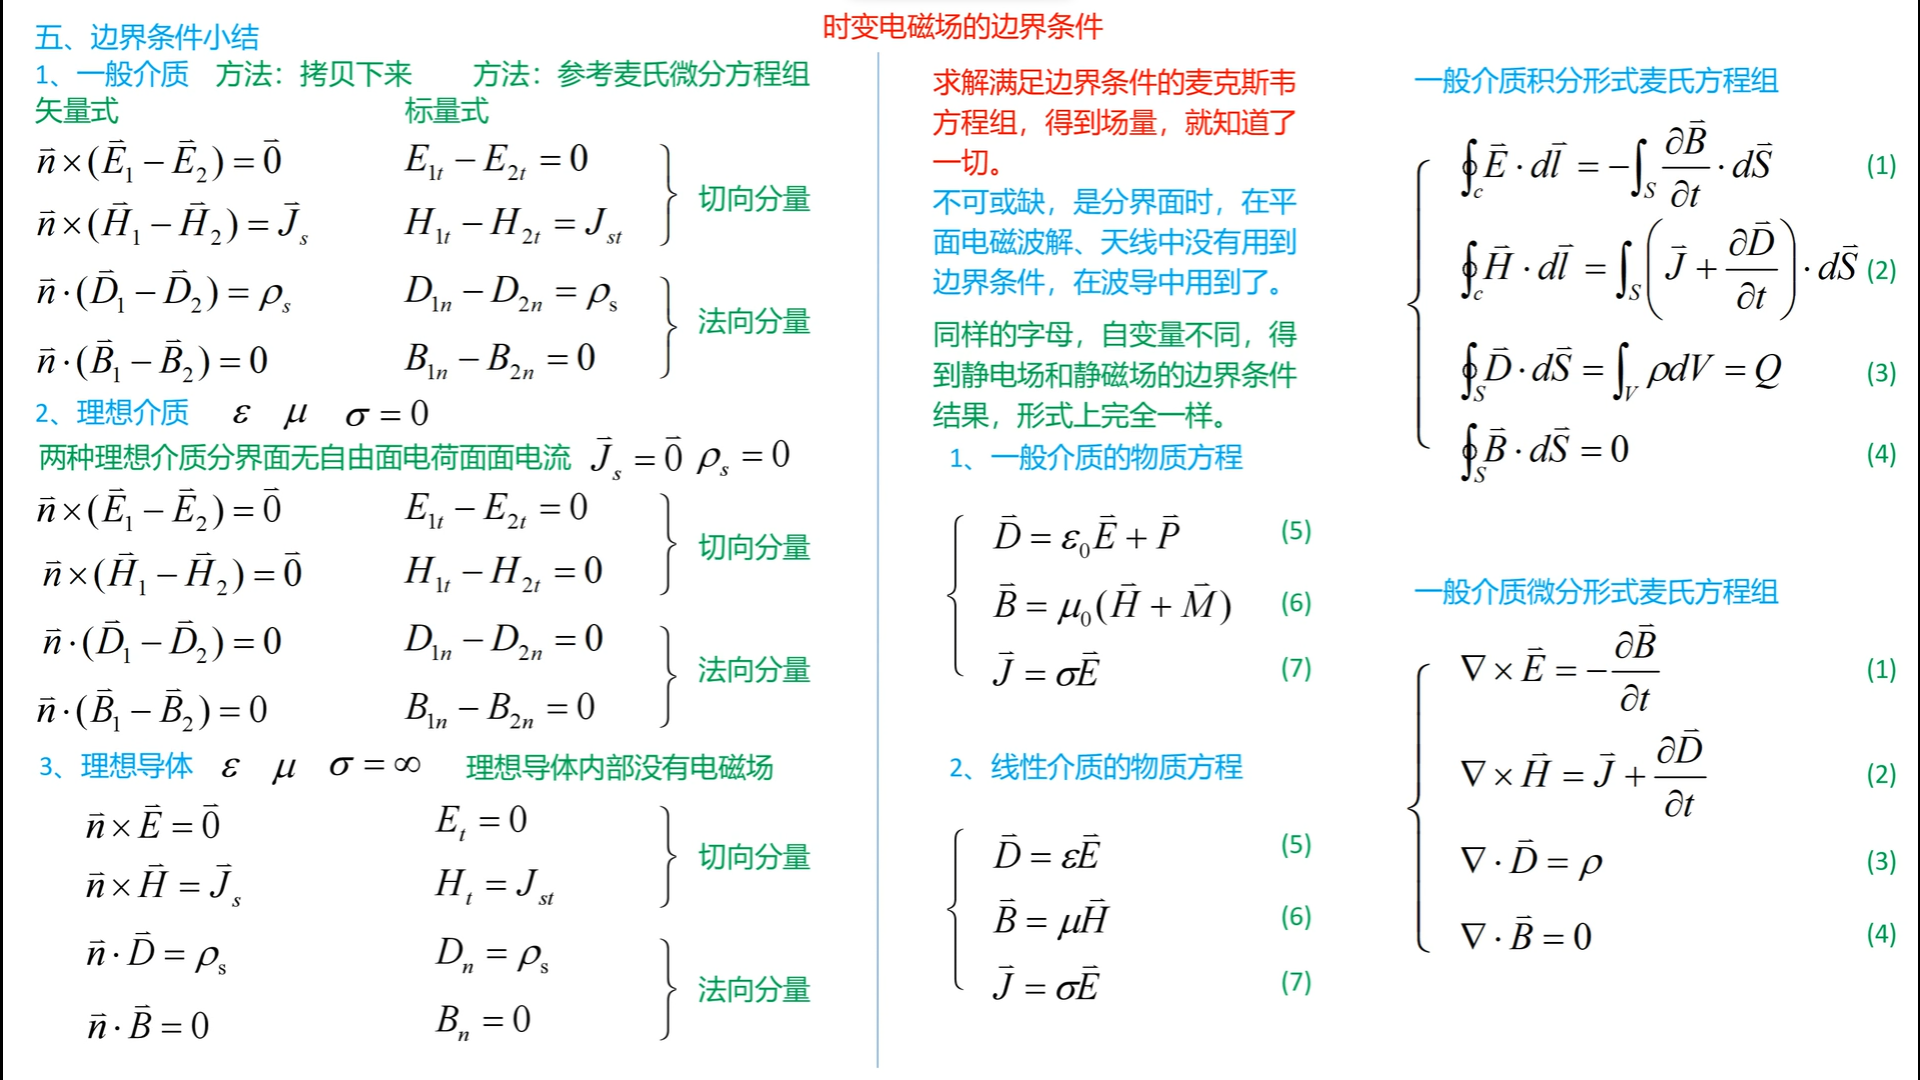 时变电磁场的边界条件
五、边界条件小结
1、一般介质 方法：拷贝下来 方法：参考麦氏微分方程组
矢量式 标量式
$\vec{n}\times(\vec{E}_1-\vec{E}_2)=\vec{0}$ $E_{1t}-E_{2t}=0$
$\vec{n}\times(\vec{H}_1-\vec{H}_2)=\vec{J}_s$ $H_{1t}-H_{2t}=J_{st}$
切向分量
$\vec{n}\cdot(\vec{D}_1-\vec{D}_2)=\rho_s$ $D_{1n}-D_{2n}=\rho_s$
$\vec{n}\cdot(\vec{B}_1-\vec{B}_2)=0$ $B_{1n}-B_{2n}=0$
法向分量
2、理想介质 $\varepsilon$ $\mu$ $\sigma=0$
两种理想介质分界面无自由面电荷面面电流 $\vec{J}_s=\vec{0}$ $\rho_s=0$
$\vec{n}\times(\vec{E}_1-\vec{E}_2)=\vec{0}$ $E_{1t}-E_{2t}=0$
$\vec{n}\times(\vec{H}_1-\vec{H}_2)=\vec{0}$ $H_{1t}-H_{2t}=0$
切向分量
$\vec{n}\cdot(\vec{D}_1-\vec{D}_2)=0$ $D_{1n}-D_{2n}=0$
$\vec{n}\cdot(\vec{B}_1-\vec{B}_2)=0$ $B_{1n}-B_{2n}=0$
法向分量
3、理想导体 $\varepsilon$ $\mu$ $\sigma=\infty$ 理想导体内部没有电磁场
$\vec{n}\times\vec{E}=\vec{0}$ $E_t=0$
$\vec{n}\times\vec{H}=\vec{J}_s$ $H_t=J_{st}$
切向分量
$\vec{n}\cdot\vec{D}=\rho_s$ $D_n=\rho_s$
$\vec{n}\cdot\vec{B}=0$ $B_n=0$
法向分量
求解满足边界条件的麦克斯韦
方程组，得到场量，就知道了
一切。
不可或缺，是分界面时，在平
面电磁波解、天线中没有用到
边界条件，在波导中用到了。
同样的字母，自变量不同，得
到静电场和静磁场的边界条件
结果，形式上完全一样。
1、一般介质的物质方程
$\vec{D}=\varepsilon_0\vec{E}+\vec{P}$ (5)
$\vec{B}=\mu_0(\vec{H}+\vec{M})$ (6)
$\vec{J}=\sigma\vec{E}$ (7)
2、线性介质的物质方程
$\vec{D}=\varepsilon\vec{E}$ (5)
$\vec{B}=\mu\vec{H}$ (6)
$\vec{J}=\sigma\vec{E}$ (7)
一般介质积分形式麦氏方程组
$\oint_c\vec{E}\cdot d\vec{l}=-\int_S\frac{\partial\vec{B}}{\partial t}\cdot d\vec{S}$ (1)
$\oint_c\vec{H}\cdot d\vec{l}=\int_S\left(\vec{J}+\frac{\partial\vec{D}}{\partial t}\right)\cdot d\vec{S}$ (2)
$\oint_S\vec{D}\cdot d\vec{S}=\int_V\rho dV=Q$ (3)
$\oint_S\vec{B}\cdot d\vec{S}=0$ (4)
一般介质微分形式麦氏方程组
$\nabla\times\vec{E}=-\frac{\partial\vec{B}}{\partial t}$ (1)
$\nabla\times\vec{H}=\vec{J}+\frac{\partial\vec{D}}{\partial t}$ (2)
$\nabla\cdot\vec{D}=\rho$ (3)
$\nabla\cdot\vec{B}=0$ (4)